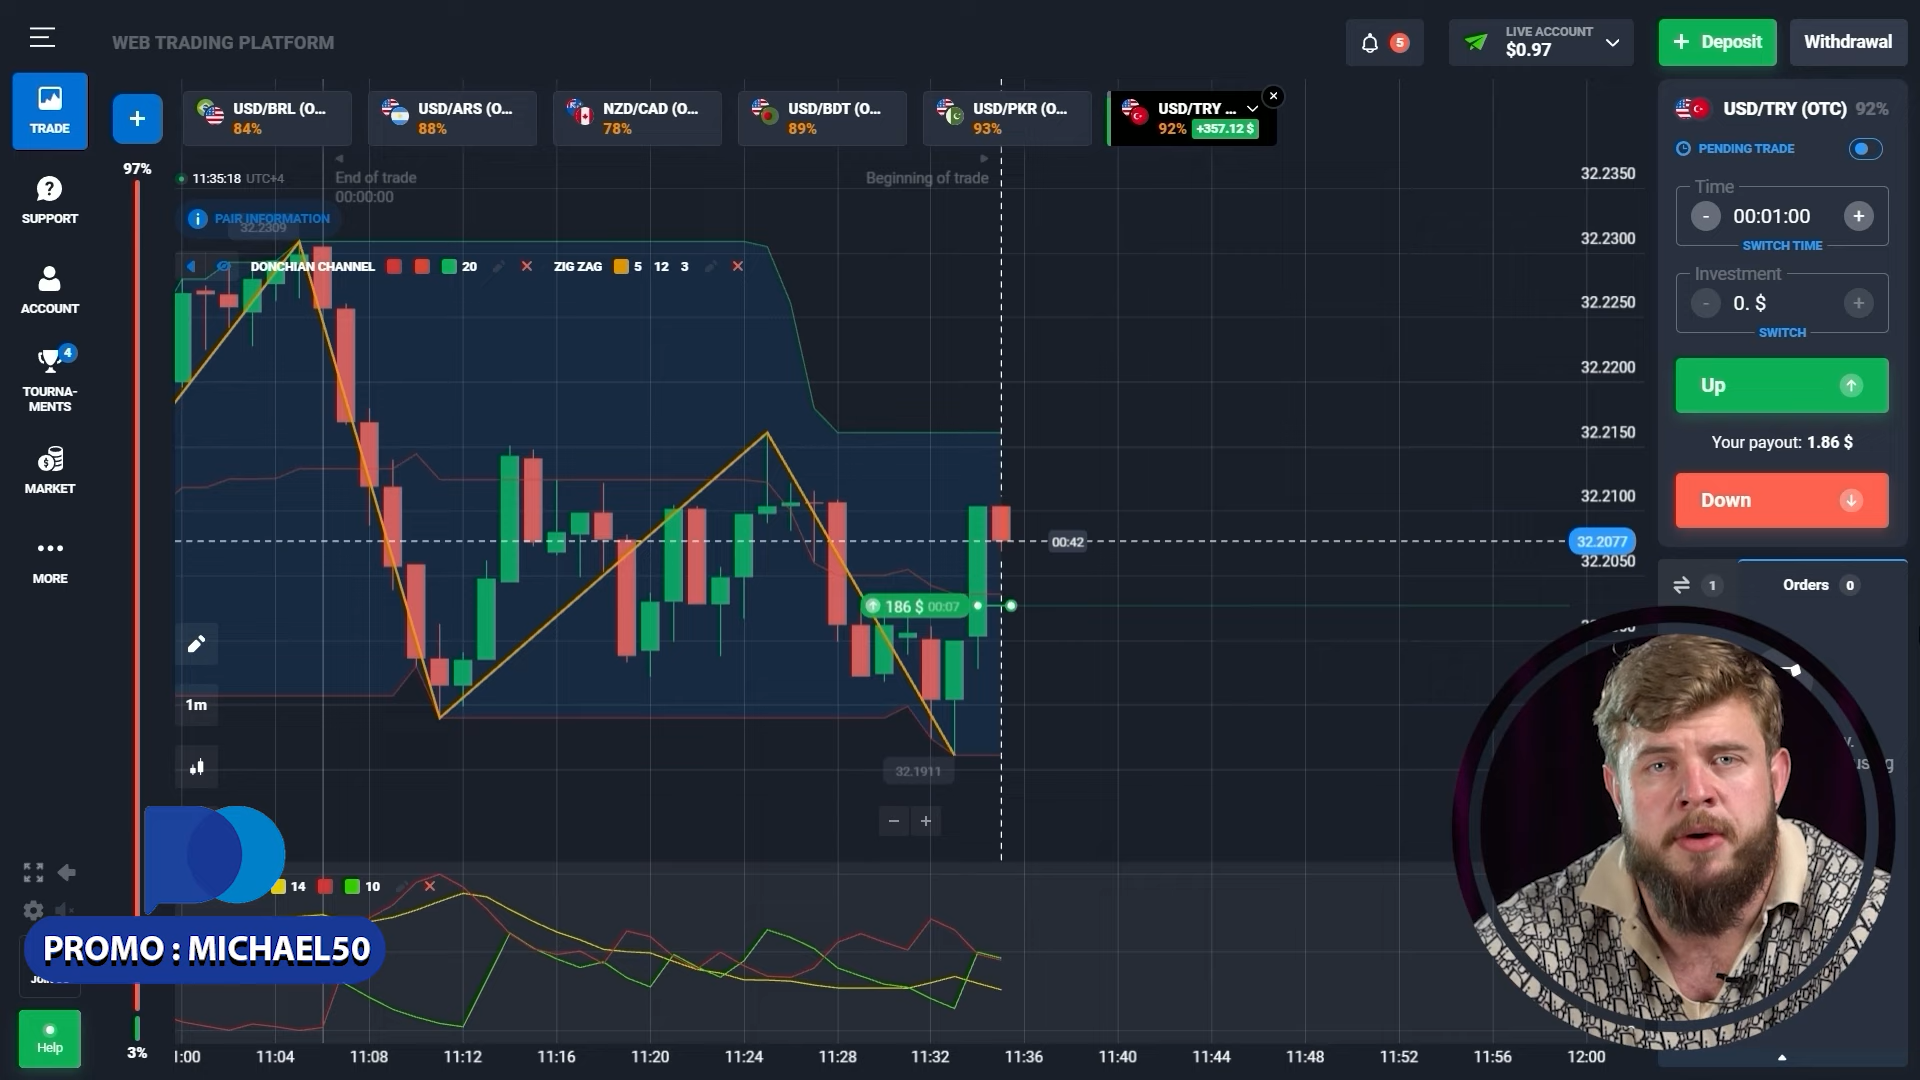 WEB TRADING PLATFORM
5
LIVE ACCOUNT
$0.97
Deposit
Withdrawal
TRADE
SUPPORT
ACCOUNT
4
TOURNA-
MENTS
MARKET
MORE
Help
USD/BRL (O...
84%
USD/ARS (O...
88%
NZD/CAD (O...
78%
USD/BDT (O...
89%
USD/PKR (O...
93%
USD/TRY ...
92% +357.12 $
97%
11:35:18 UTC+4
End of trade
00:00:00
Beginning of trade
PAIR INFORMATION
32.2309
DONCHIAN CHANNEL 20
ZIG ZAG 5 12 3
32.2350
32.2300
32.2250
32.2200
32.2150
32.2100
00:42
32.2077
32.2050
186 $ 00:07
1m
32.1911
14 10
PROMO : MICHAEL50
3%
11:04 11:08 11:12 11:16 11:20 11:24 11:28 11:32 11:36 11:40 11:44 11:48 11:52 11:56 12:00
USD/TRY (OTC) 92%
PENDING TRADE
Time
- 00:01:00 +
SWITCH TIME
Investment
- 0. $ +
SWITCH
Up
Your payout: 1.86 $
Down
1
Orders 0